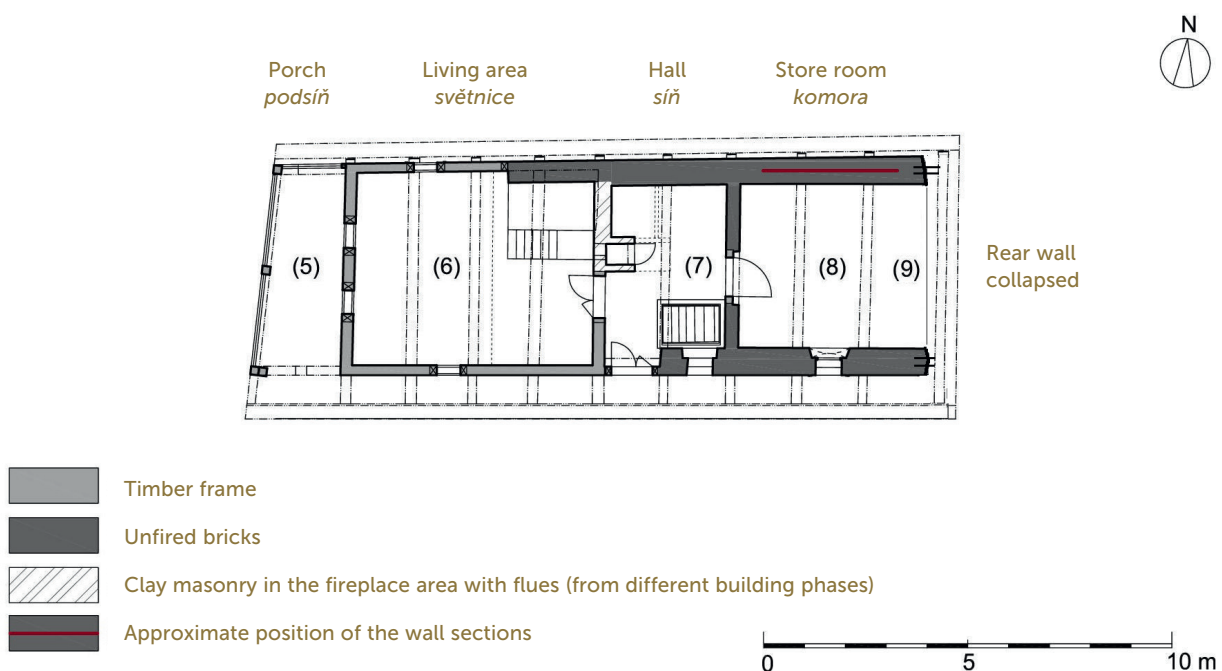 N
Porch
podsíň
Living area
světnice
Hall
síň
Store room
komora
(5)
(6)
(7)
(8)
(9)
Rear wall
collapsed
Timber frame
Unfired bricks
Clay masonry in the fireplace area with flues (from different building phases)
Approximate position of the wall sections
0
5
10 m